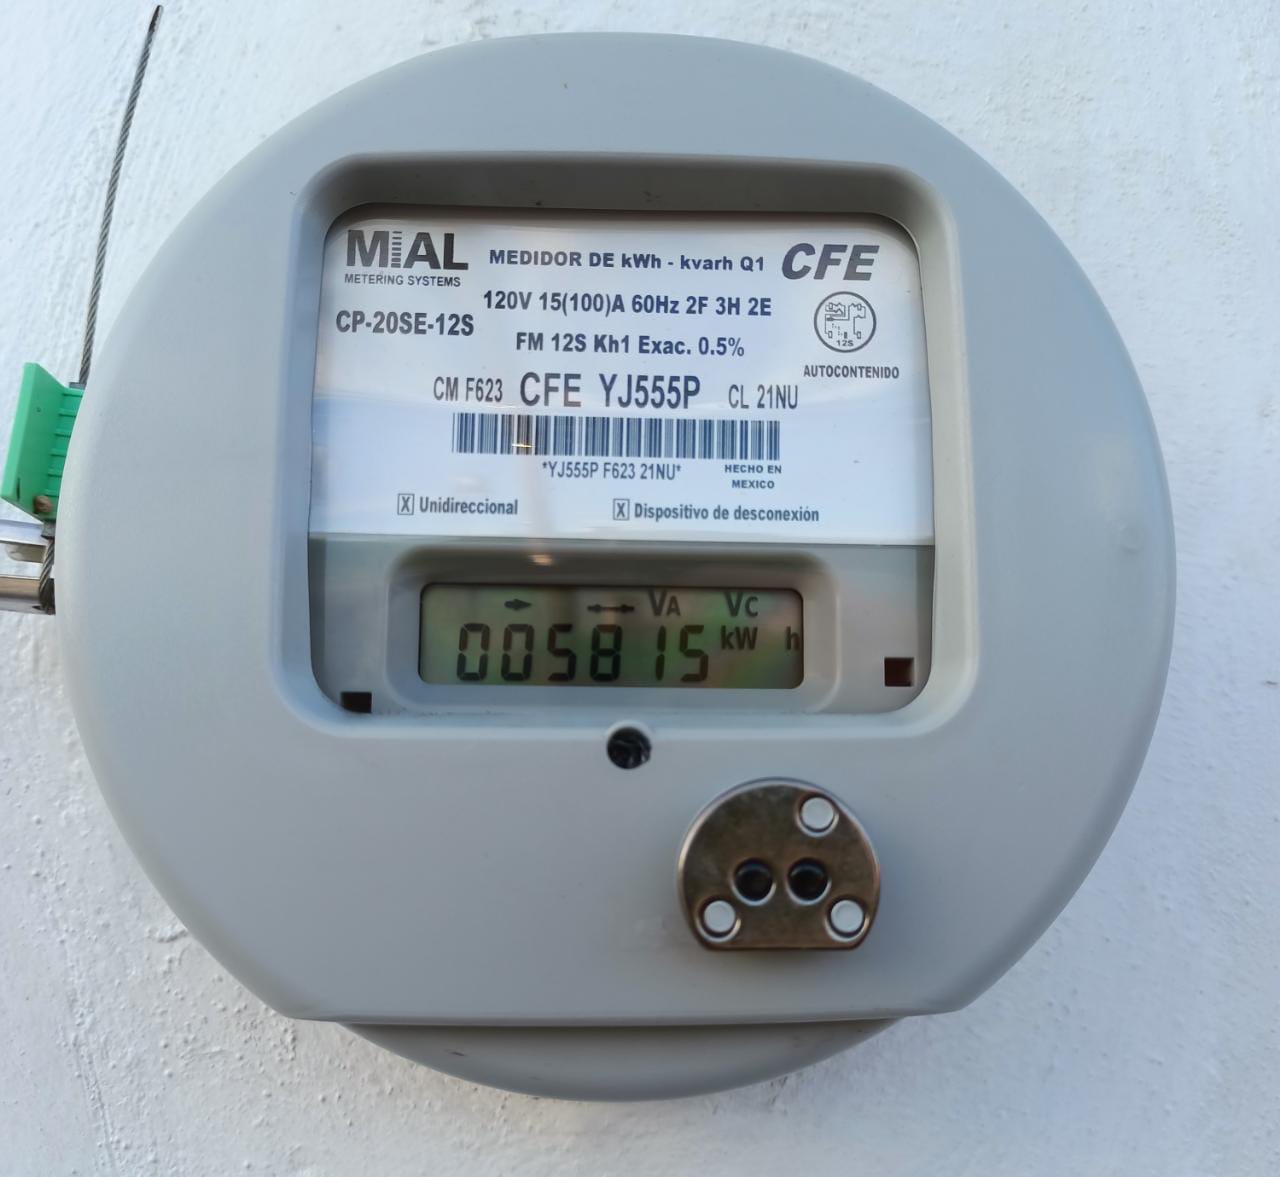 MIAL
METERING SYSTEMS
MEDIDOR DE kWh - kvarh Q1
CFE
120V 15(100)A 60Hz 2F 3H 2E
CP-20SE-12S
FM 12S Kh1 Exac. 0.5%
12S
AUTOCONTENIDO
CM F623 CFE YJ555P CL 21NU
*YJ555P F623 21NU*
HECHO EN
MEXICO
X Unidireccional
X Dispositivo de desconexión
VA VC
005815 kW h